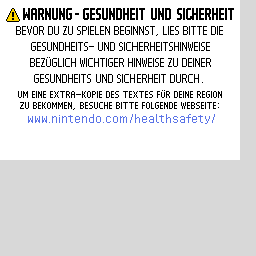 WARNUNG - GESUNDHEIT UND SICHERHEIT
BEVOR DU ZU SPIELEN BEGINNST, LIES BITTE DIE
GESUNDHEITS- UND SICHERHEITSHINWEISE
BEZÜGLICH WICHTIGER HINWEISE ZU DEINER
GESUNDHEITS UND SICHERHEIT DURCH.
UM EINE EXTRA-KOPIE DES TEXTES FÜR DEINE REGION
ZU BEKOMMEN, BESUCHE BITTE FOLGENDE WEBSEITE:
www.nintendo.com/healthsafety/